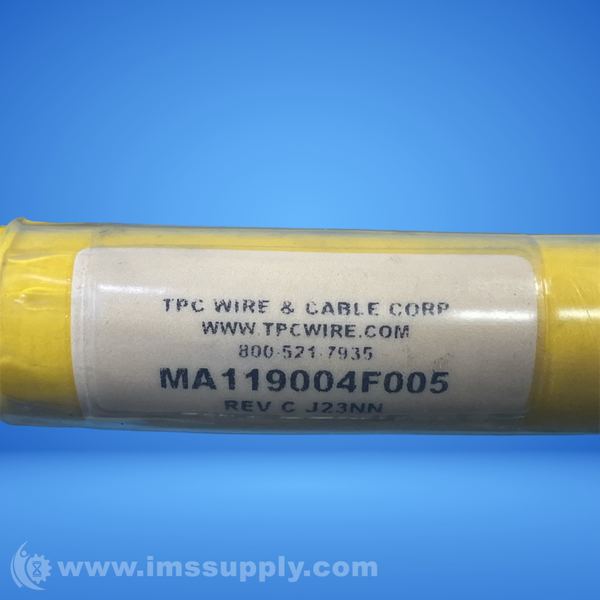 TPC WIRE & CABLE CORP
WWW.TPCWIRE.COM
800-521-7935
MA119004F005
REV C J23NN
www.imssupply.com